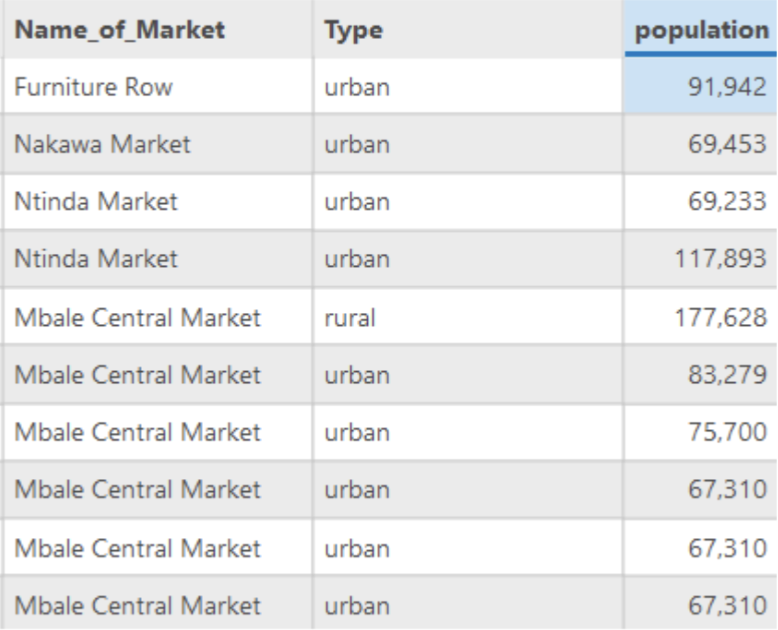 Name_of_Market Type population
Furniture Row urban 91,942
Nakawa Market urban 69,453
Ntinda Market urban 69,233
Ntinda Market urban 117,893
Mbale Central Market rural 177,628
Mbale Central Market urban 83,279
Mbale Central Market urban 75,700
Mbale Central Market urban 67,310
Mbale Central Market urban 67,310
Mbale Central Market urban 67,310